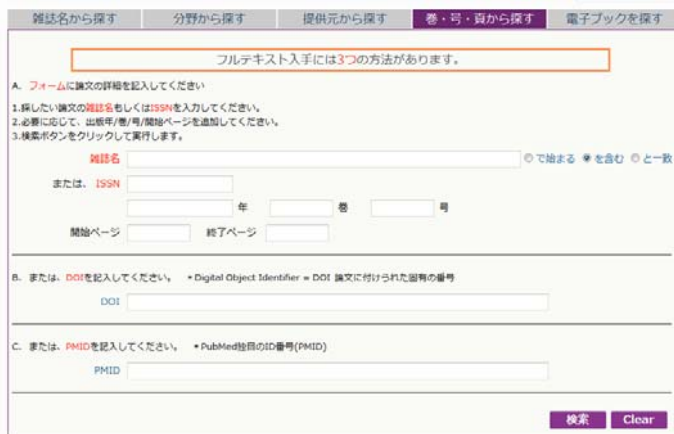 雑誌名から探す 分野から探す 提供元から探す 巻・号・頁から探す 電子ブックを探す
フルテキスト入手には3つの方法があります。
A. フォームに論文の詳細を記入してください
1.探したい論文の雑誌名もしくはISSNを入力してください。
2.必要に応じて、出版年/巻/号/開始ページを追加してください。
3.検索ボタンをクリックして実行します。
雑誌名 で始まる を含む と一致
または、 ISSN
年 巻 号
開始ページ 終了ページ
B. または、DOIを記入してください。 *Digital Object Identifier = DOI 論文に付けられた固有の番号
DOI
C. または、PMIDを記入してください。 *PubMed独自のID番号(PMID)
PMID
検索 Clear